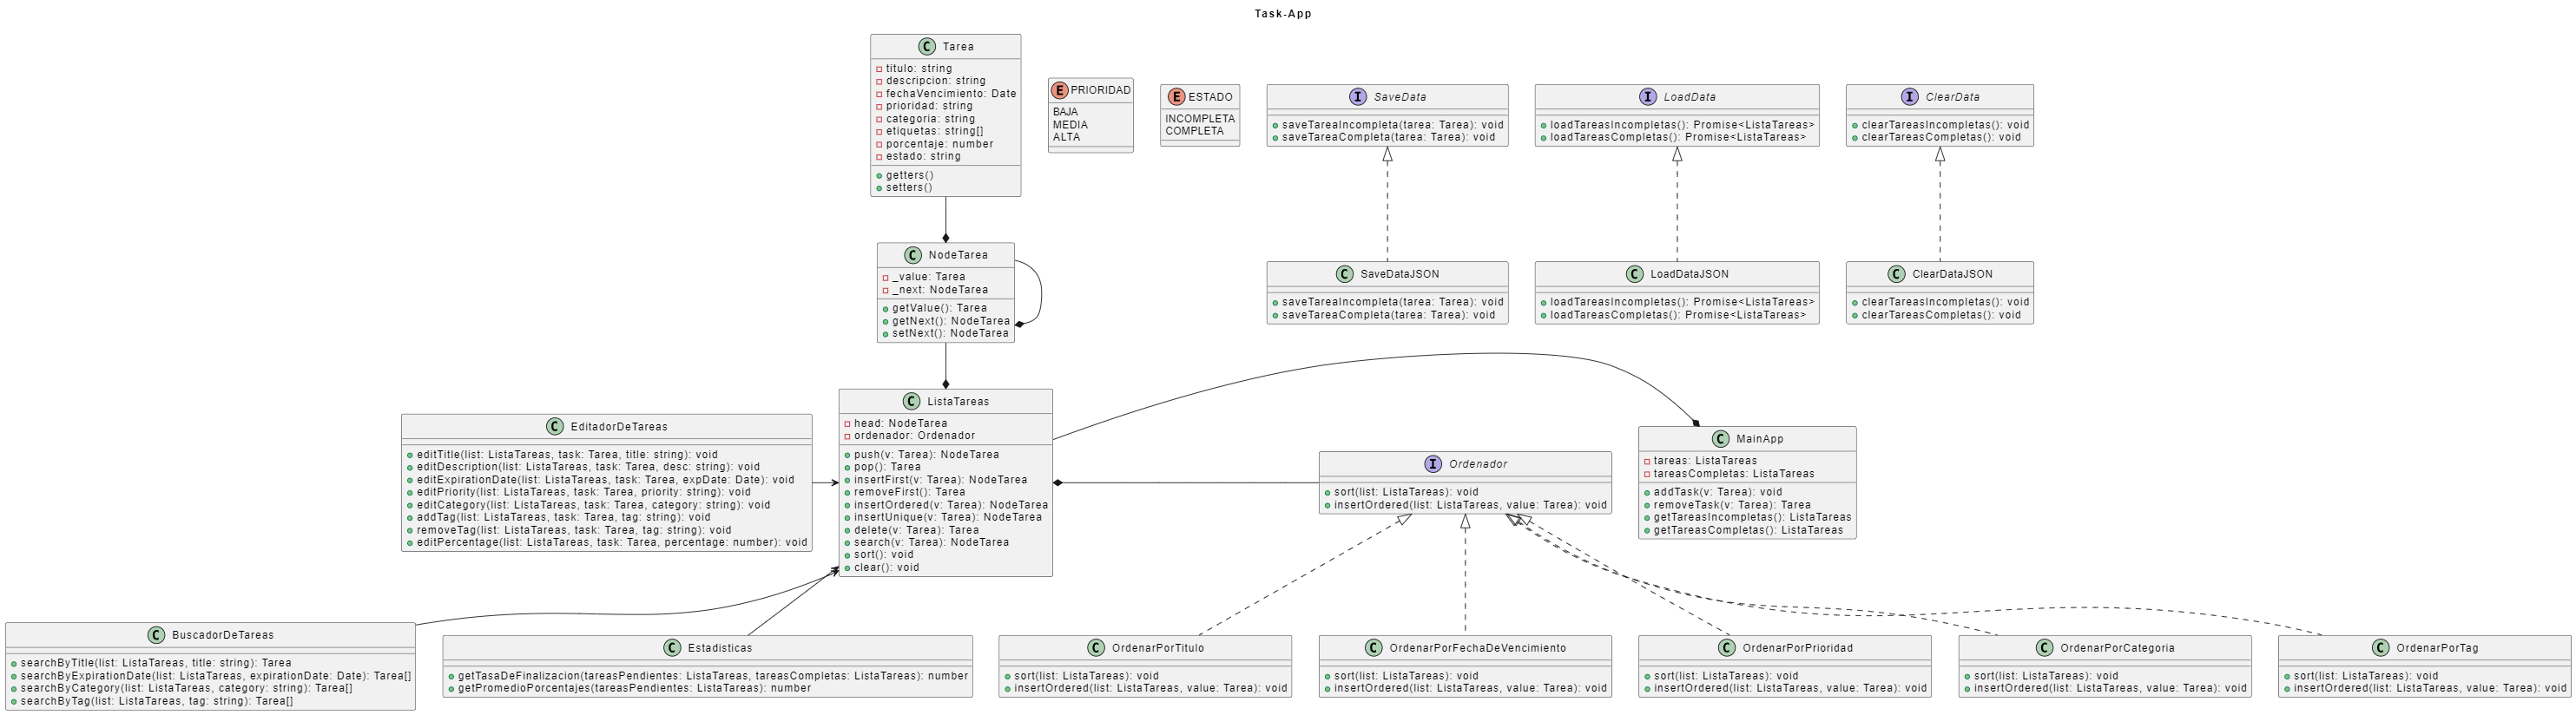 Task-App
C Tarea
titulo: string
descripcion: string
fechaVencimiento: Date
prioridad: string
categoria: string
etiquetas: string[]
porcentaje: number
estado: string
getters()
setters()
E PRIORIDAD
BAJA
MEDIA
ALTA
E ESTADO
INCOMPLETA
COMPLETA
I SaveData
saveTareaIncompleta(tarea: Tarea): void
saveTareaCompleta(tarea: Tarea): void
I LoadData
loadTareasIncompletas(): Promise<ListaTareas>
loadTareasCompletas(): Promise<ListaTareas>
I ClearData
clearTareasIncompletas(): void
clearTareasCompletas(): void
C NodeTarea
_value: Tarea
_next: NodeTarea
getValue(): Tarea
getNext(): NodeTarea
setNext(): NodeTarea
C SaveDataJSON
saveTareaIncompleta(tarea: Tarea): void
saveTareaCompleta(tarea: Tarea): void
C LoadDataJSON
loadTareasIncompletas(): Promise<ListaTareas>
loadTareasCompletas(): Promise<ListaTareas>
C ClearDataJSON
clearTareasIncompletas(): void
clearTareasCompletas(): void
C EditadorDeTareas
editTitle(list: ListaTareas, task: Tarea, title: string): void
editDescription(list: ListaTareas, task: Tarea, desc: string): void
editExpirationDate(list: ListaTareas, task: Tarea, expDate: Date): void
editPriority(list: ListaTareas, task: Tarea, priority: string): void
editCategory(list: ListaTareas, task: Tarea, category: string): void
addTag(list: ListaTareas, task: Tarea, tag: string): void
removeTag(list: ListaTareas, task: Tarea, tag: string): void
editPercentage(list: ListaTareas, task: Tarea, percentage: number): void
C ListaTareas
head: NodeTarea
ordenador: Ordenador
push(v: Tarea): NodeTarea
pop(): Tarea
insertFirst(v: Tarea): NodeTarea
removeFirst(): Tarea
insertOrdered(v: Tarea): NodeTarea
insertUnique(v: Tarea): NodeTarea
delete(v: Tarea): Tarea
search(v: Tarea): NodeTarea
sort(): void
clear(): void
I Ordenador
sort(list: ListaTareas): void
insertOrdered(list: ListaTareas, value: Tarea): void
C MainApp
tareas: ListaTareas
tareasCompletas: ListaTareas
addTask(v: Tarea): void
removeTask(v: Tarea): Tarea
getTareasIncompletas(): ListaTareas
getTareasCompletas(): ListaTareas
C BuscadorDeTareas
searchByTitle(list: ListaTareas, title: string): Tarea
searchByExpirationDate(list: ListaTareas, expirationDate: Date): Tarea[]
searchByCategory(list: ListaTareas, category: string): Tarea[]
searchByTag(list: ListaTareas, tag: string): Tarea[]
C Estadisticas
getTasaDeFinalizacion(tareasPendientes: ListaTareas, tareasCompletas: ListaTareas): number
getPromedioPorcentajes(tareasPendientes: ListaTareas): number
C OrdenarPorTitulo
sort(list: ListaTareas): void
insertOrdered(list: ListaTareas, value: Tarea): void
C OrdenarPorFechaDeVencimiento
sort(list: ListaTareas): void
insertOrdered(list: ListaTareas, value: Tarea): void
C OrdenarPorPrioridad
sort(list: ListaTareas): void
insertOrdered(list: ListaTareas, value: Tarea): void
C OrdenarPorCategoria
sort(list: ListaTareas): void
insertOrdered(list: ListaTareas, value: Tarea): void
C OrdenarPorTag
sort(list: ListaTareas): void
insertOrdered(list: ListaTareas, value: Tarea): void